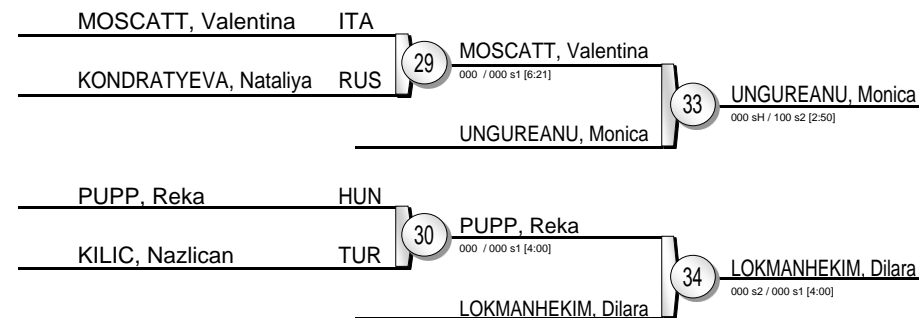 MOSCATT, Valentina ITA
KONDRATYEVA, Nataliya RUS
29
MOSCATT, Valentina
000 / 000 s1 [6:21]
UNGUREANU, Monica
33
UNGUREANU, Monica
000 sH / 100 s2 [2:50]
PUPP, Reka HUN
KILIC, Nazlican TUR
30
PUPP, Reka
000 / 000 s1 [4:00]
LOKMANHEKIM, Dilara
34
LOKMANHEKIM, Dilara
000 s2 / 000 s1 [4:00]